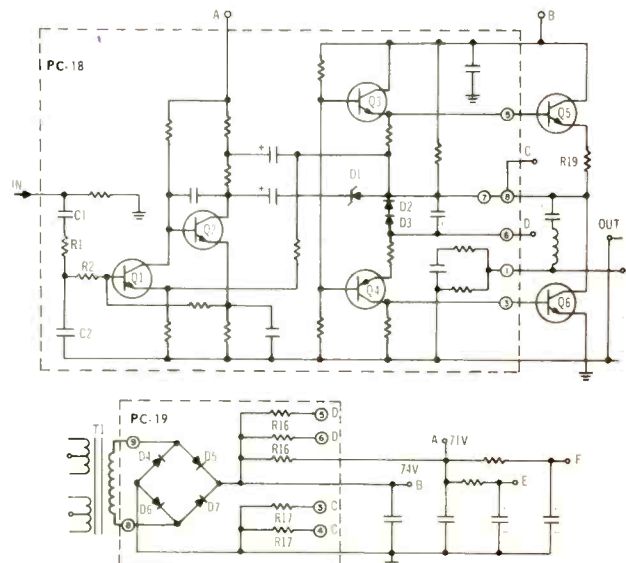 A
B
PC-18
Q3
5
Q5
C
R19
IN
D1
7
8
C1
D2
D3
6
D
OUT
R1
Q2
R2
Q1
1
Q4
3
Q6
C2
PC-19
T1
9
D4
D5
5
D
R16
6
D
R16
A
71V
F
74V
B
E
D6
D7
3
C
R17
4
C
R17
8